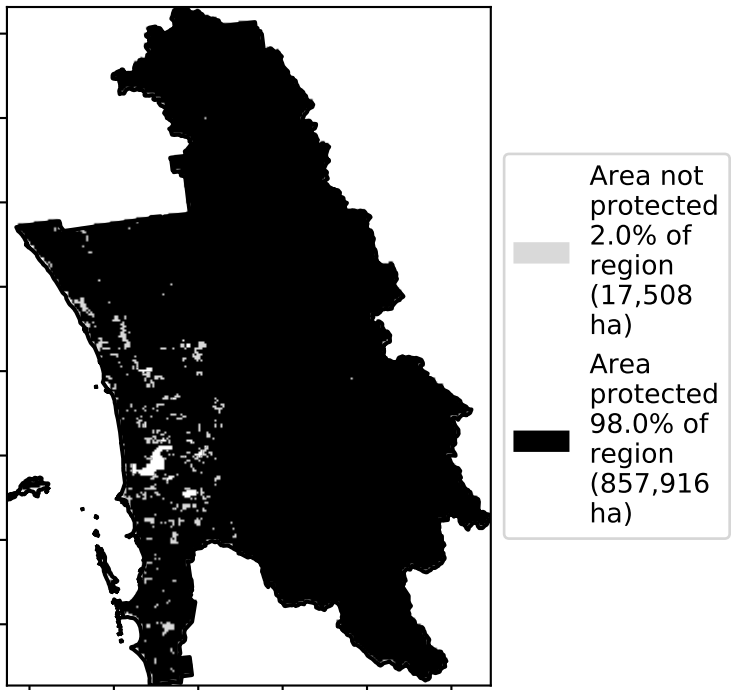 Area not
protected
2.0% of
region
(17,508
ha)
Area
protected
98.0% of
region
(857,916
ha)